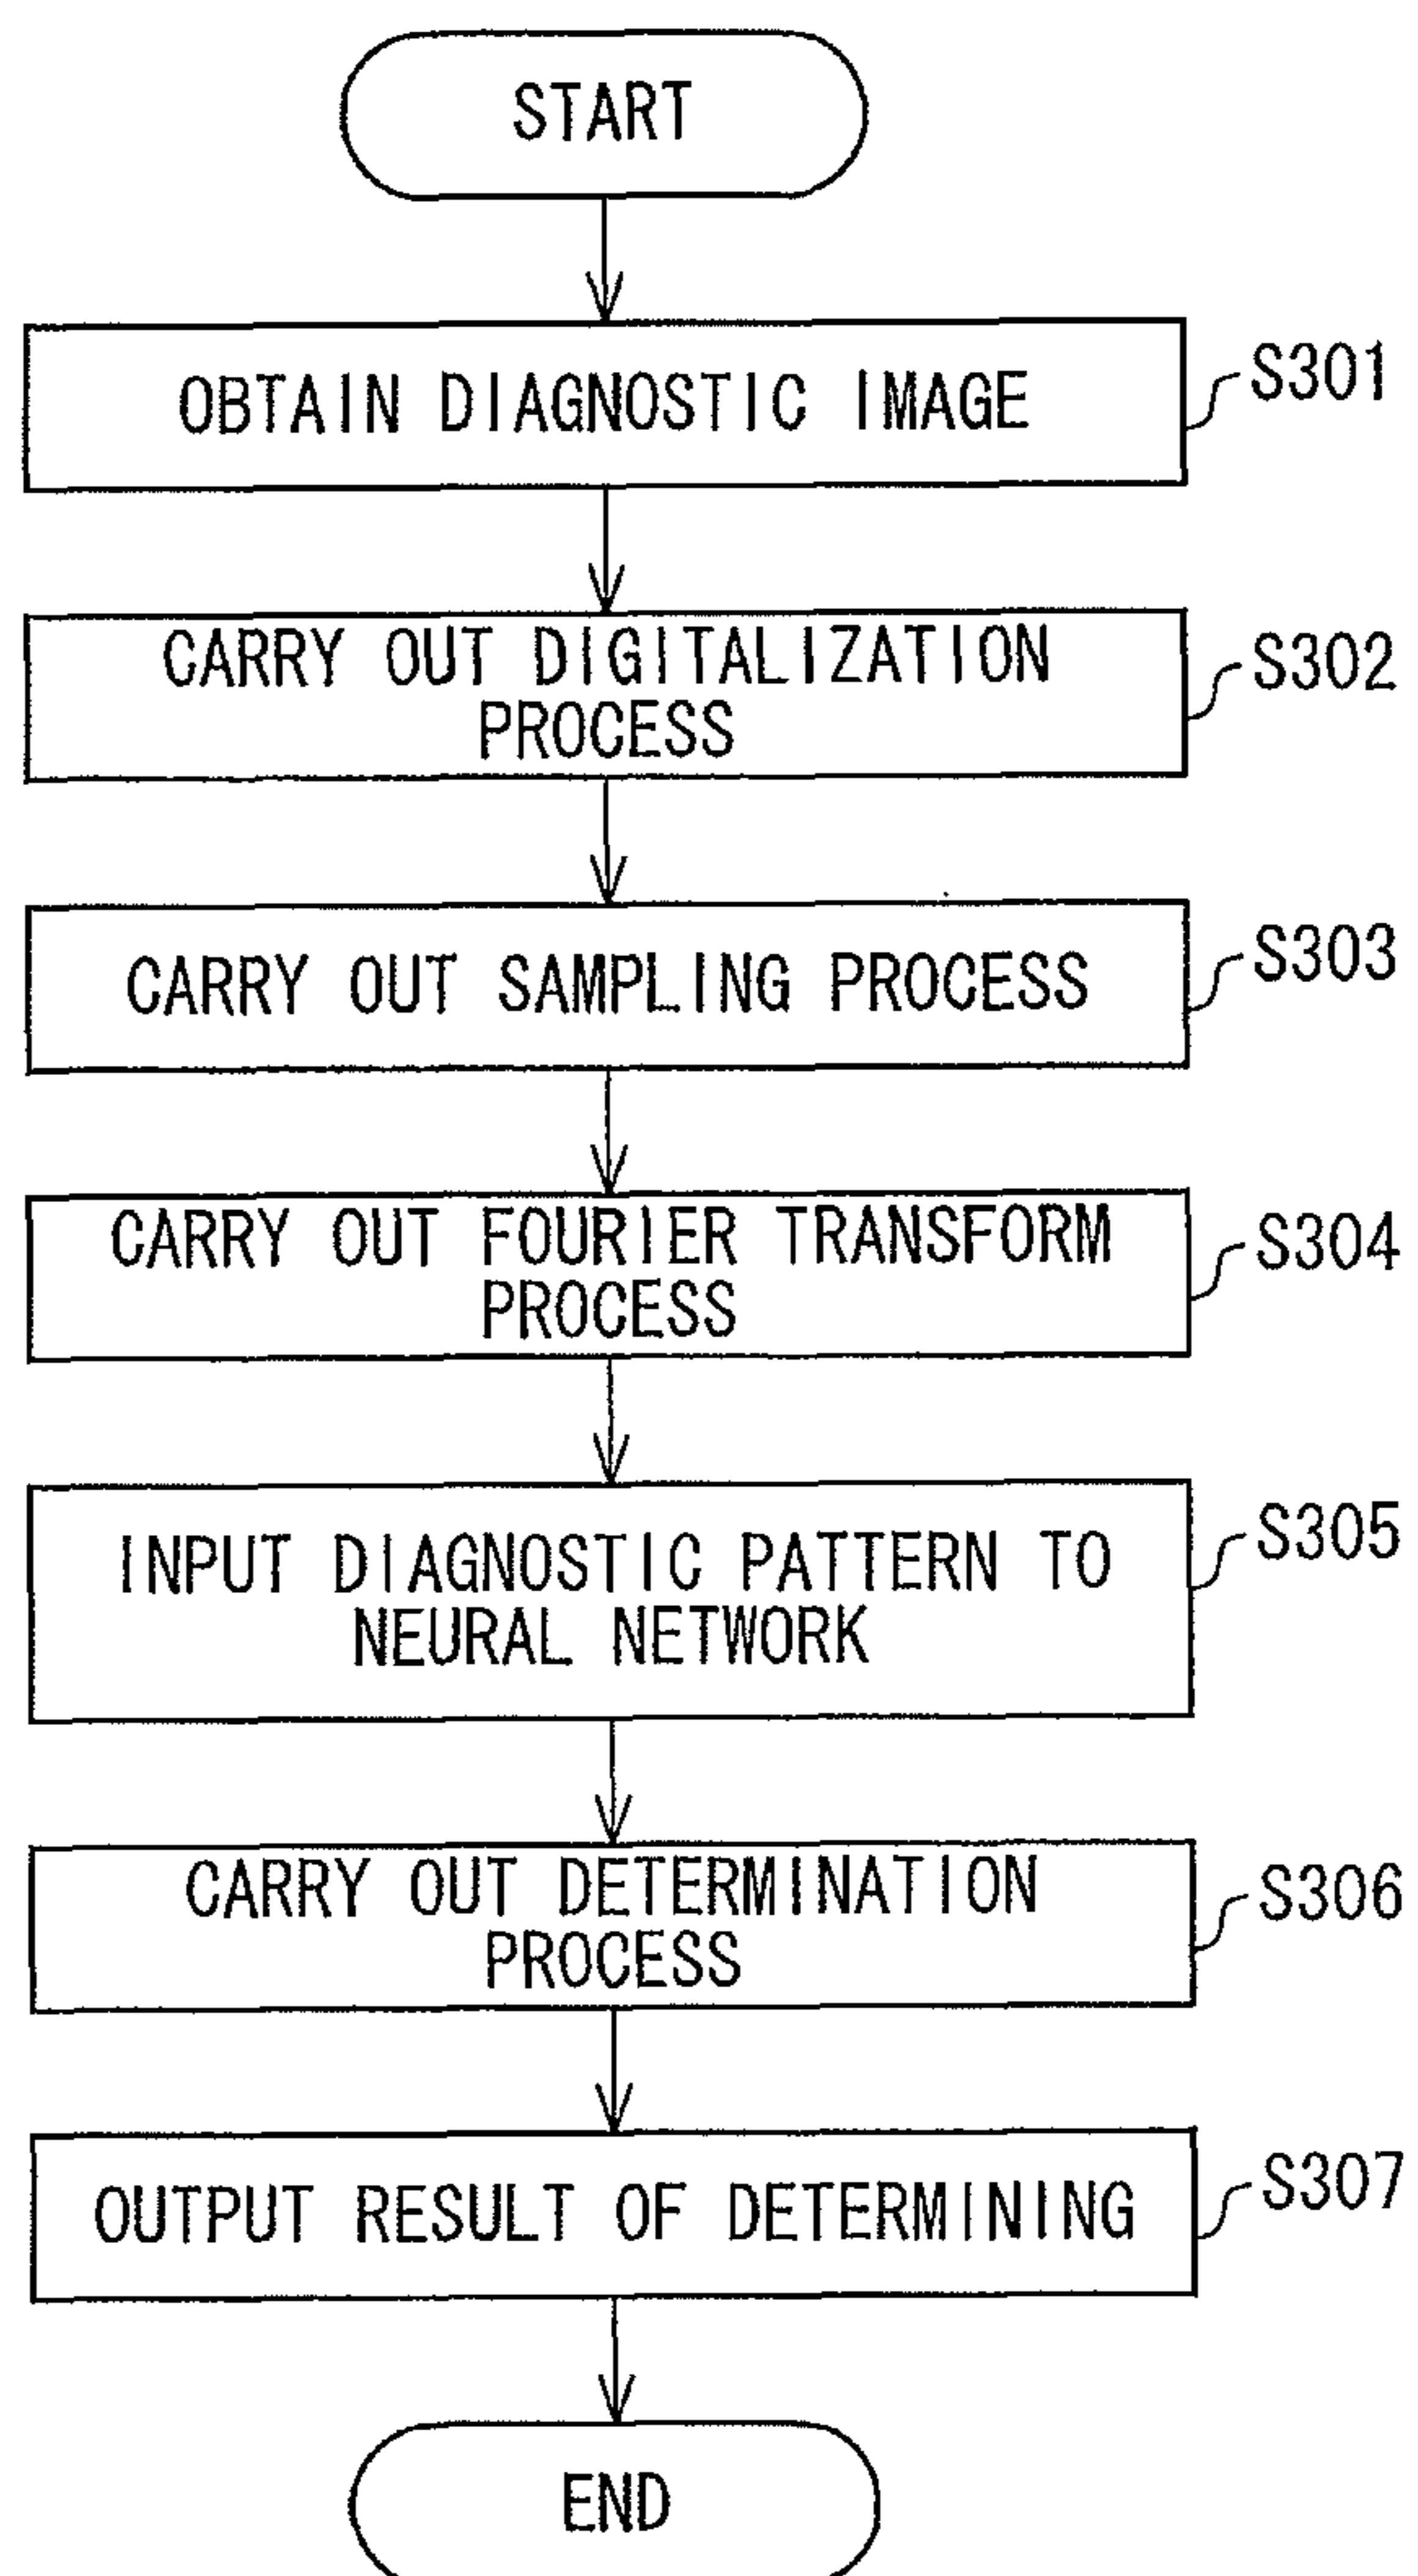 START
OBTAIN DIAGNOSTIC IMAGE
S301
CARRY OUT DIGITALIZATION
PROCESS
S302
CARRY OUT SAMPLING PROCESS
S303
CARRY OUT FOURIER TRANSFORM
PROCESS
S304
INPUT DIAGNOSTIC PATTERN TO
NEURAL NETWORK
S305
CARRY OUT DETERMINATION
PROCESS
S306
OUTPUT RESULT OF DETERMINING
S307
END